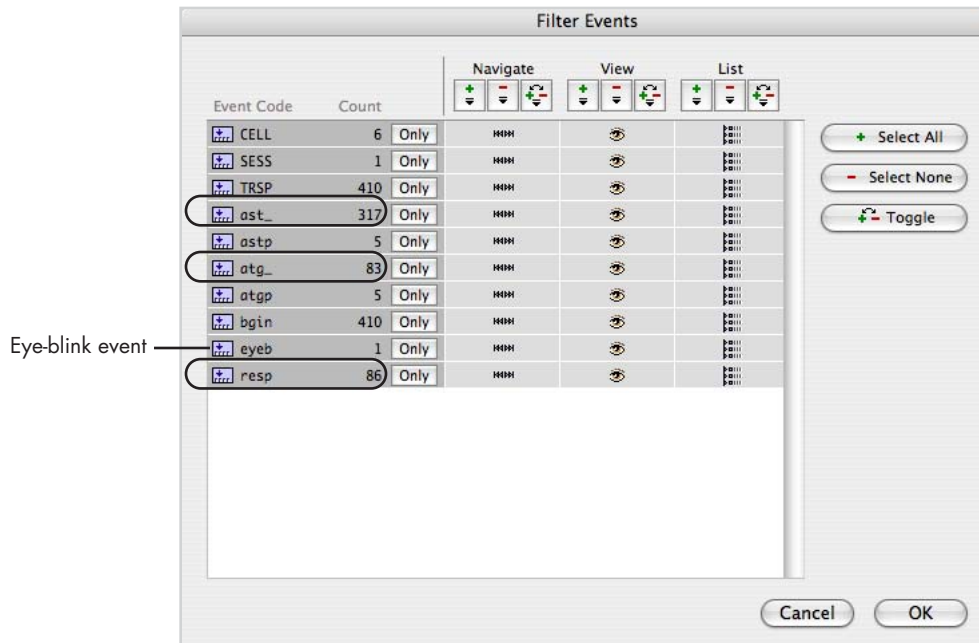 Filter Events
Navigate View List
Event Code Count
CELL 6 Only
SESS 1 Only
TRSP 410 Only
ast_ 317 Only
astp 5 Only
atg_ 83 Only
atgp 5 Only
bgin 410 Only
Eye-blink event eyeb 1 Only
resp 86 Only
+ Select All
- Select None
Toggle
Cancel OK